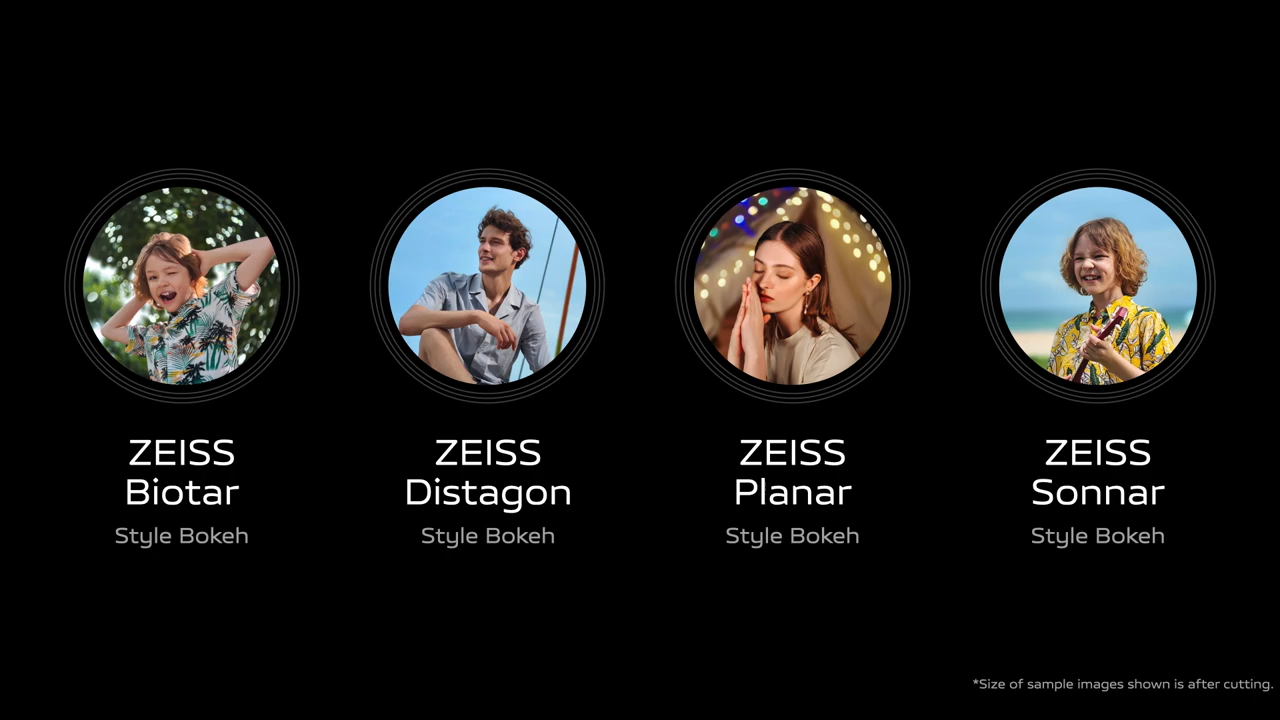 ZEISS
Biotar
Style Bokeh
ZEISS
Distagon
Style Bokeh
ZEISS
Planar
Style Bokeh
ZEISS
Sonnar
Style Bokeh
*Size of sample images shown is after cutting.